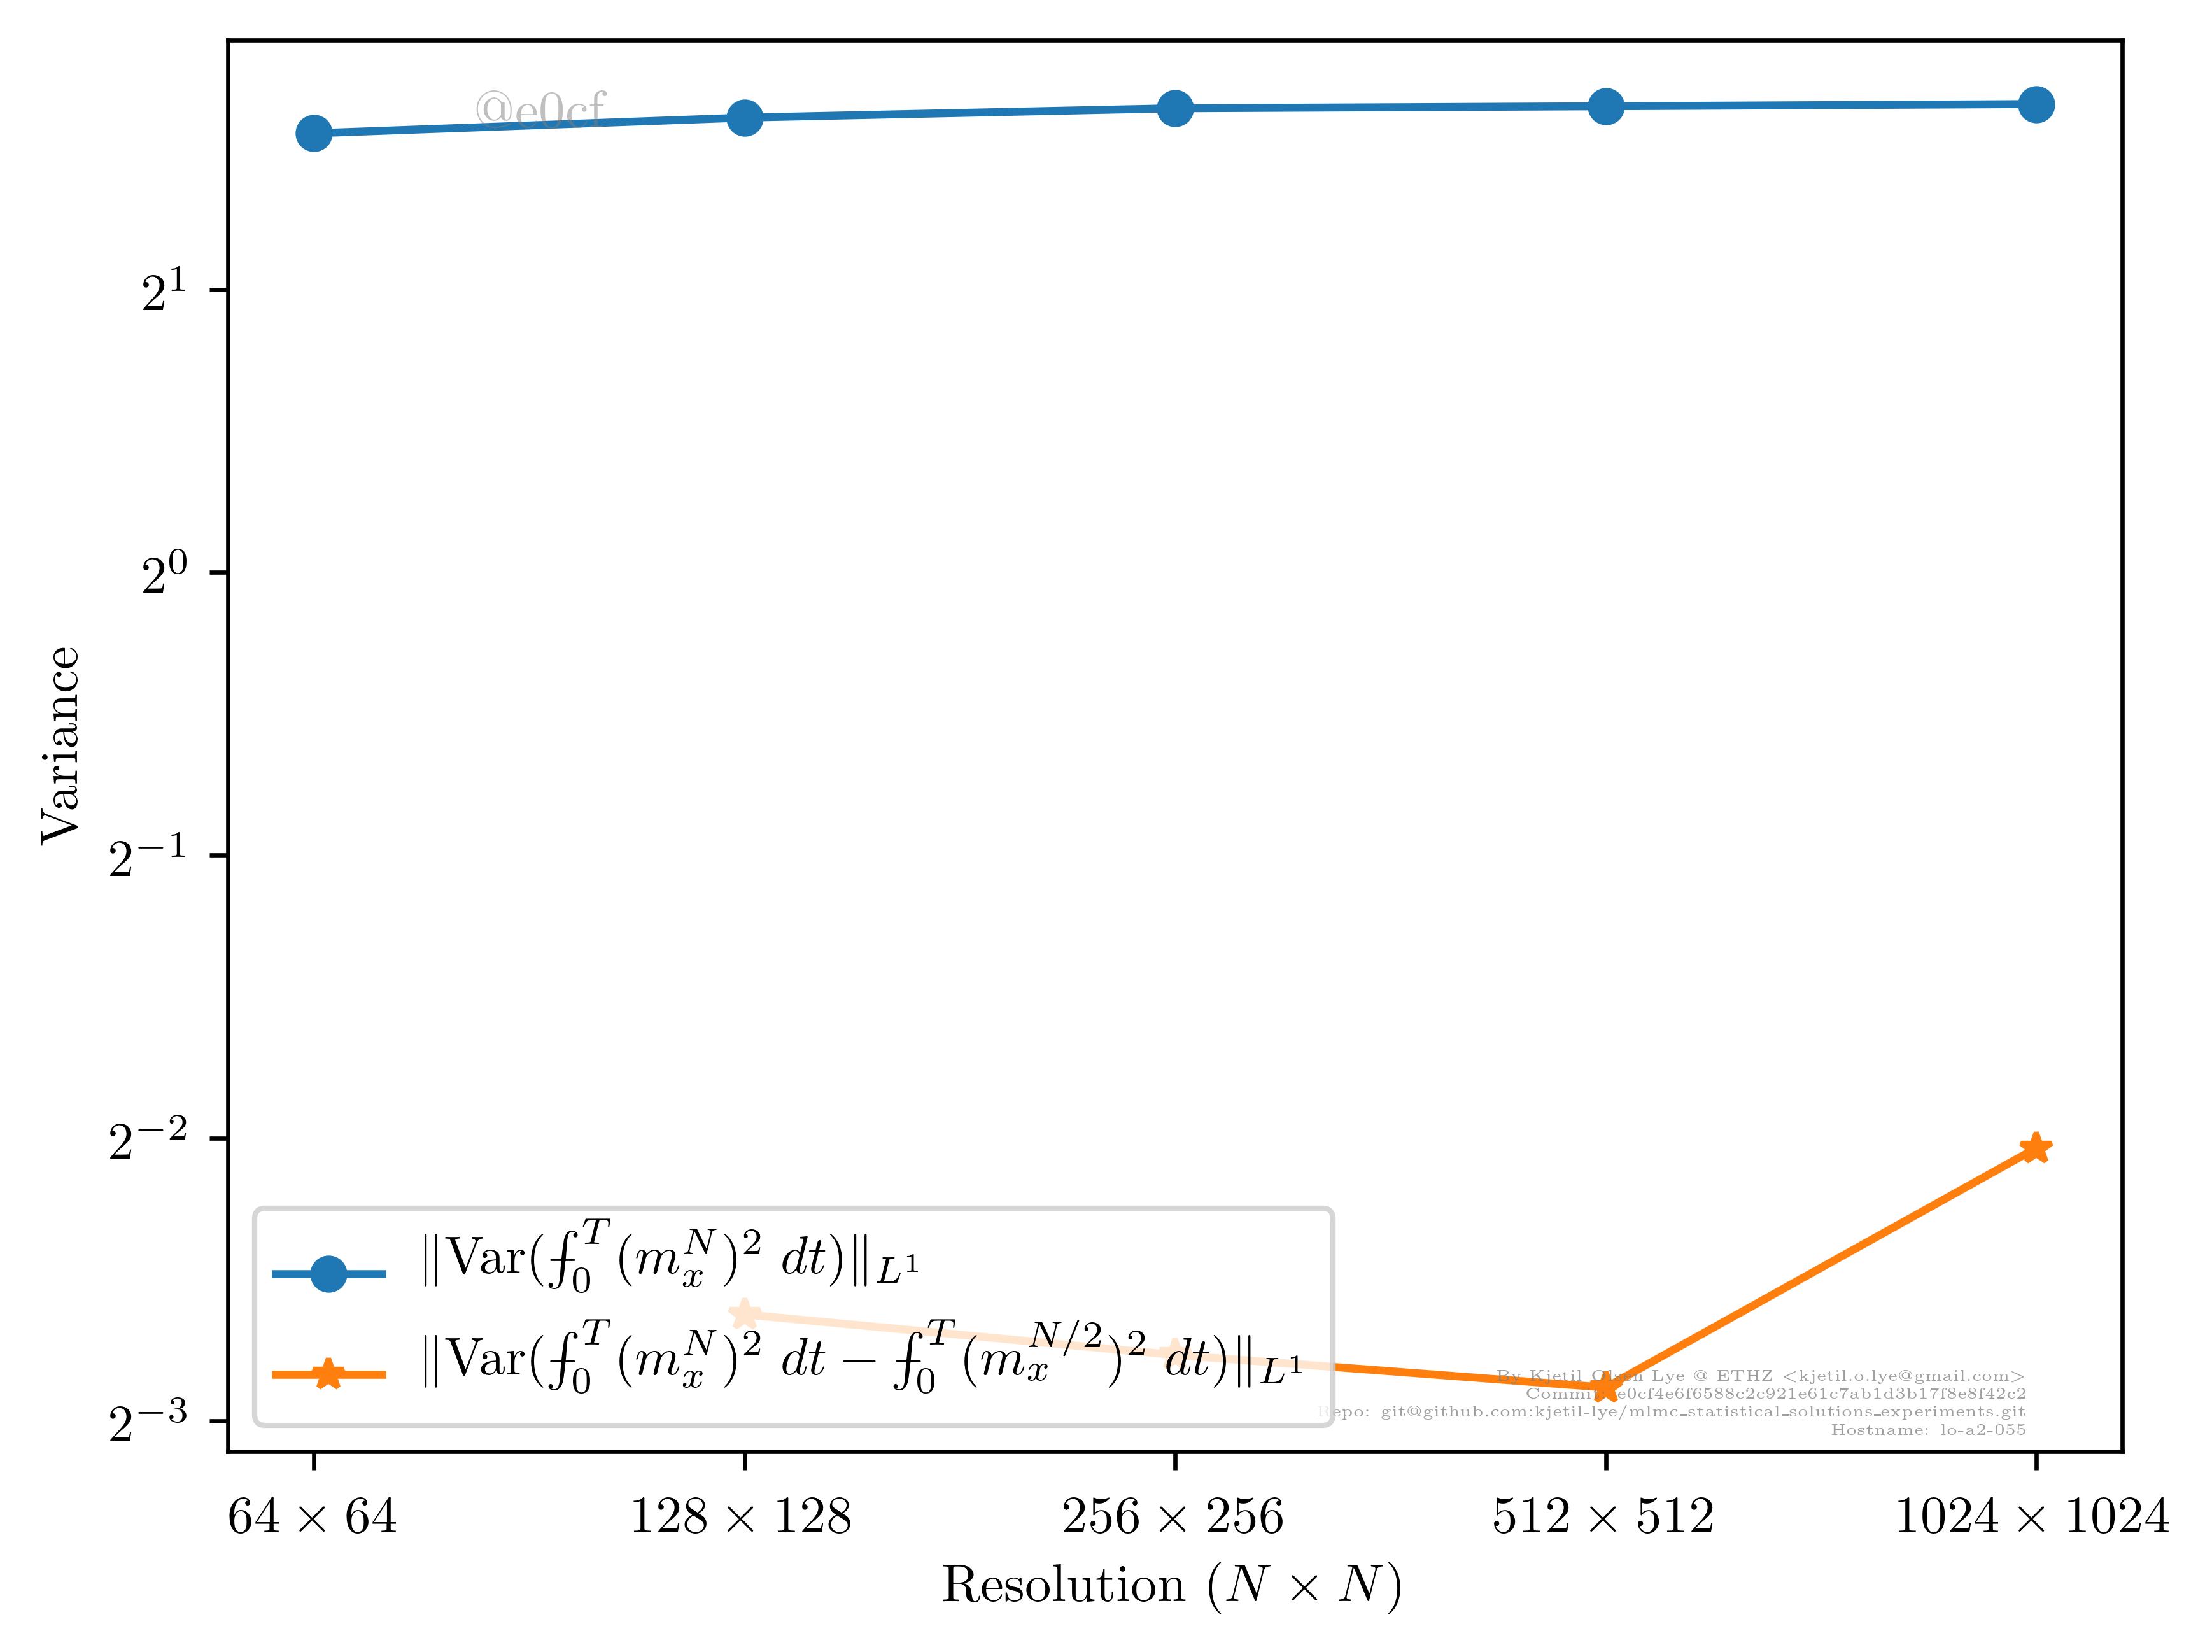 @e0cf
2^1
2^0
2^{-1}
2^{-2}
2^{-3}
Variance
‖Var(⨍_0^T (m_x^N)^2 dt)‖_{L^1}
‖Var(⨍_0^T (m_x^N)^2 dt − ⨍_0^T (m_x^{N/2})^2 dt)‖_{L^1}
By Kjetil Olsen Lye @ ETHZ <kjetil.o.lye@gmail.com>
Commit: e0cf4e6f6588c2c921e61c7ab1d3b17f8e8f42c2
Repo: git@github.com:kjetil-lye/mlmc_statistical_solutions_experiments.git
Hostname: lo-a2-055
64 × 64
128 × 128
256 × 256
512 × 512
1024 × 1024
Resolution (N × N)